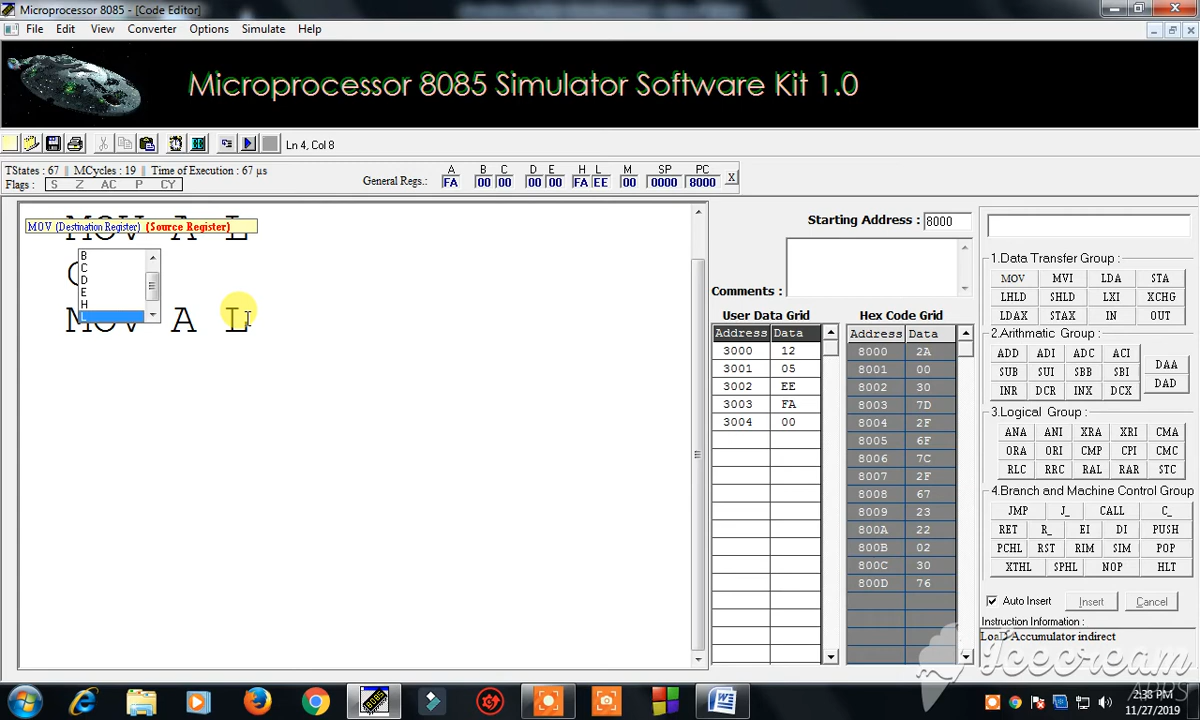 Microprocessor 8085 - [Code Editor]
File Edit View Converter Options Simulate Help
Microprocessor 8085 Simulator Software Kit 1.0
Ln 4, Col 8
TStates : 67 || MCycles : 19 || Time of Execution : 67 µs
Flags : S Z AC P CY
General Regs.: A B C D E H L M SP PC
FA 00 00 00 00 FA EE 00 0000 8000 X
MOV A L
MOV (Destination Register) (Source Register)
B
C
D
E
H
L
MOV A L
Starting Address : 8000
Comments :
User Data Grid
Address Data
3000 12
3001 05
3002 EE
3003 FA
3004 00
Hex Code Grid
Address Data
8000 2A
8001 00
8002 30
8003 7D
8004 2F
8005 6F
8006 7C
8007 2F
8008 67
8009 23
800A 22
800B 02
800C 30
800D 76
1.Data Transfer Group :
MOV MVI LDA STA
LHLD SHLD LXI XCHG
LDAX STAX IN OUT
2.Arithmatic Group :
ADD ADI ADC ACI
SUB SUI SBB SBI
INR DCR INX DCX
DAA
DAD
3.Logical Group :
ANA ANI XRA XRI CMA
ORA ORI CMP CPI CMC
RLC RRC RAL RAR STC
4.Branch and Machine Control Group
JMP J_ CALL C_
RET R_ EI DI PUSH
PCHL RST RIM SIM POP
XTHL SPHL NOP HLT
Auto Insert Insert Cancel
Instruction Information :
LoaD Accumulator indirect
Icecream
APPS
2:38 PM
11/27/2019